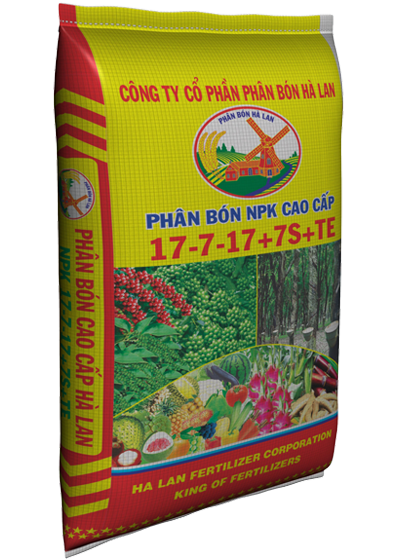 CÔNG TY CỔ PHẦN PHÂN BÓN HÀ LAN
PHÂN BÓN HÀ LAN
PHÂN BÓN NPK CAO CẤP
17-7-17+7S+TE
HA LAN FERTILIZER CORPORATION
KING OF FERTILIZERS
PHÂN BÓN CAO CẤP HÀ LAN
NPK 17-7-17+7S+TE